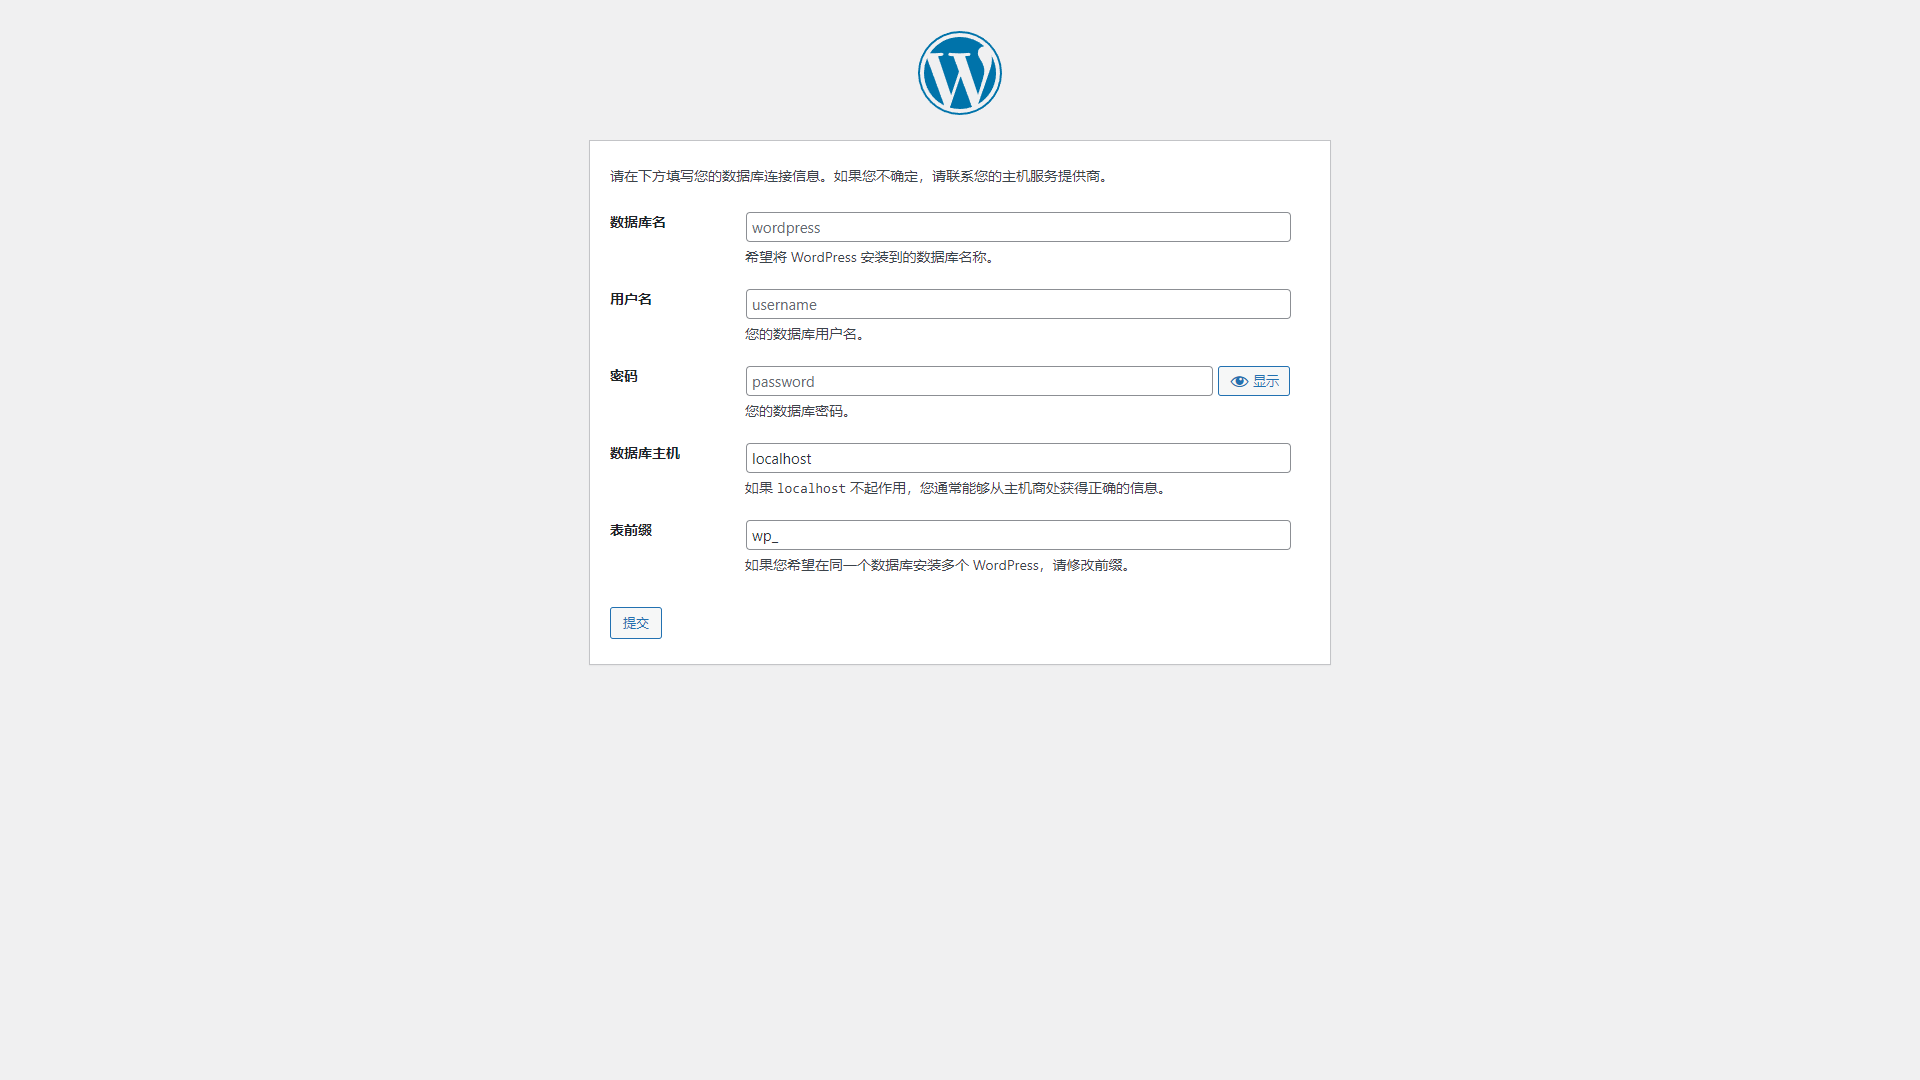 请在下方填写您的数据库连接信息。如果您不确定，请联系您的主机服务提供商。
数据库名
wordpress
希望将 WordPress 安装到的数据库名称。
用户名
username
您的数据库用户名。
密码
password
显示
您的数据库密码。
数据库主机
localhost
如果 localhost 不起作用，您通常能够从主机商处获得正确的信息。
表前缀
wp_
如果您希望在同一个数据库安装多个 WordPress，请修改前缀。
提交